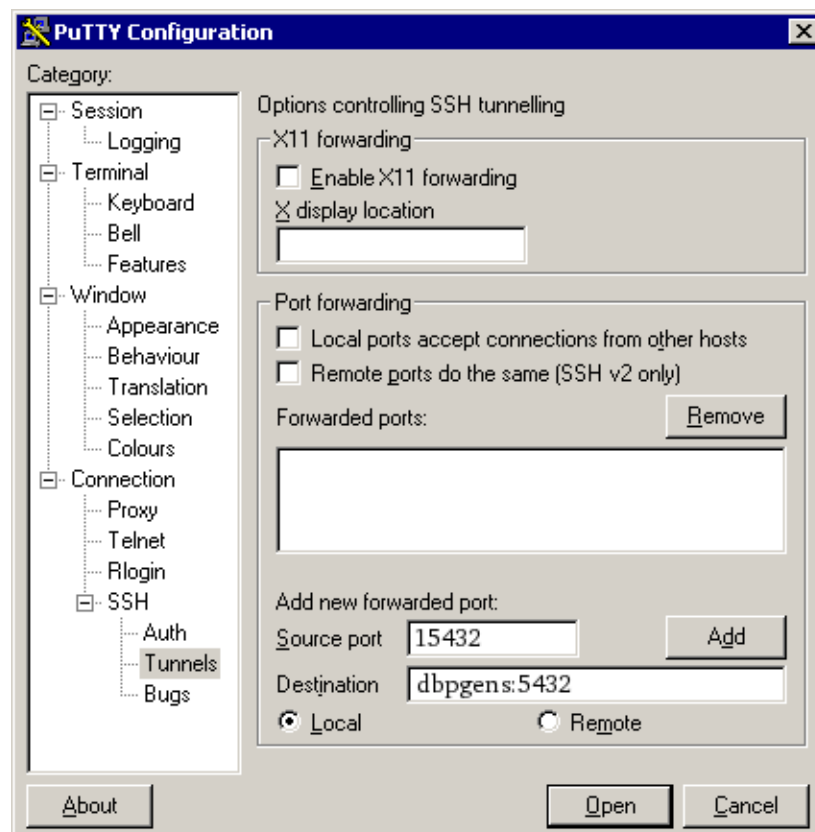 PuTTY Configuration
Category:
Session
Logging
Terminal
Keyboard
Bell
Features
Window
Appearance
Behaviour
Translation
Selection
Colours
Connection
Proxy
Telnet
Rlogin
SSH
Auth
Tunnels
Bugs
Options controlling SSH tunnelling
X11 forwarding
Enable X11 forwarding
X display location
Port forwarding
Local ports accept connections from other hosts
Remote ports do the same (SSH v2 only)
Forwarded ports:
Remove
Add new forwarded port:
Source port 15432 Add
Destination dbpgens:5432
Local Remote
About Open Cancel